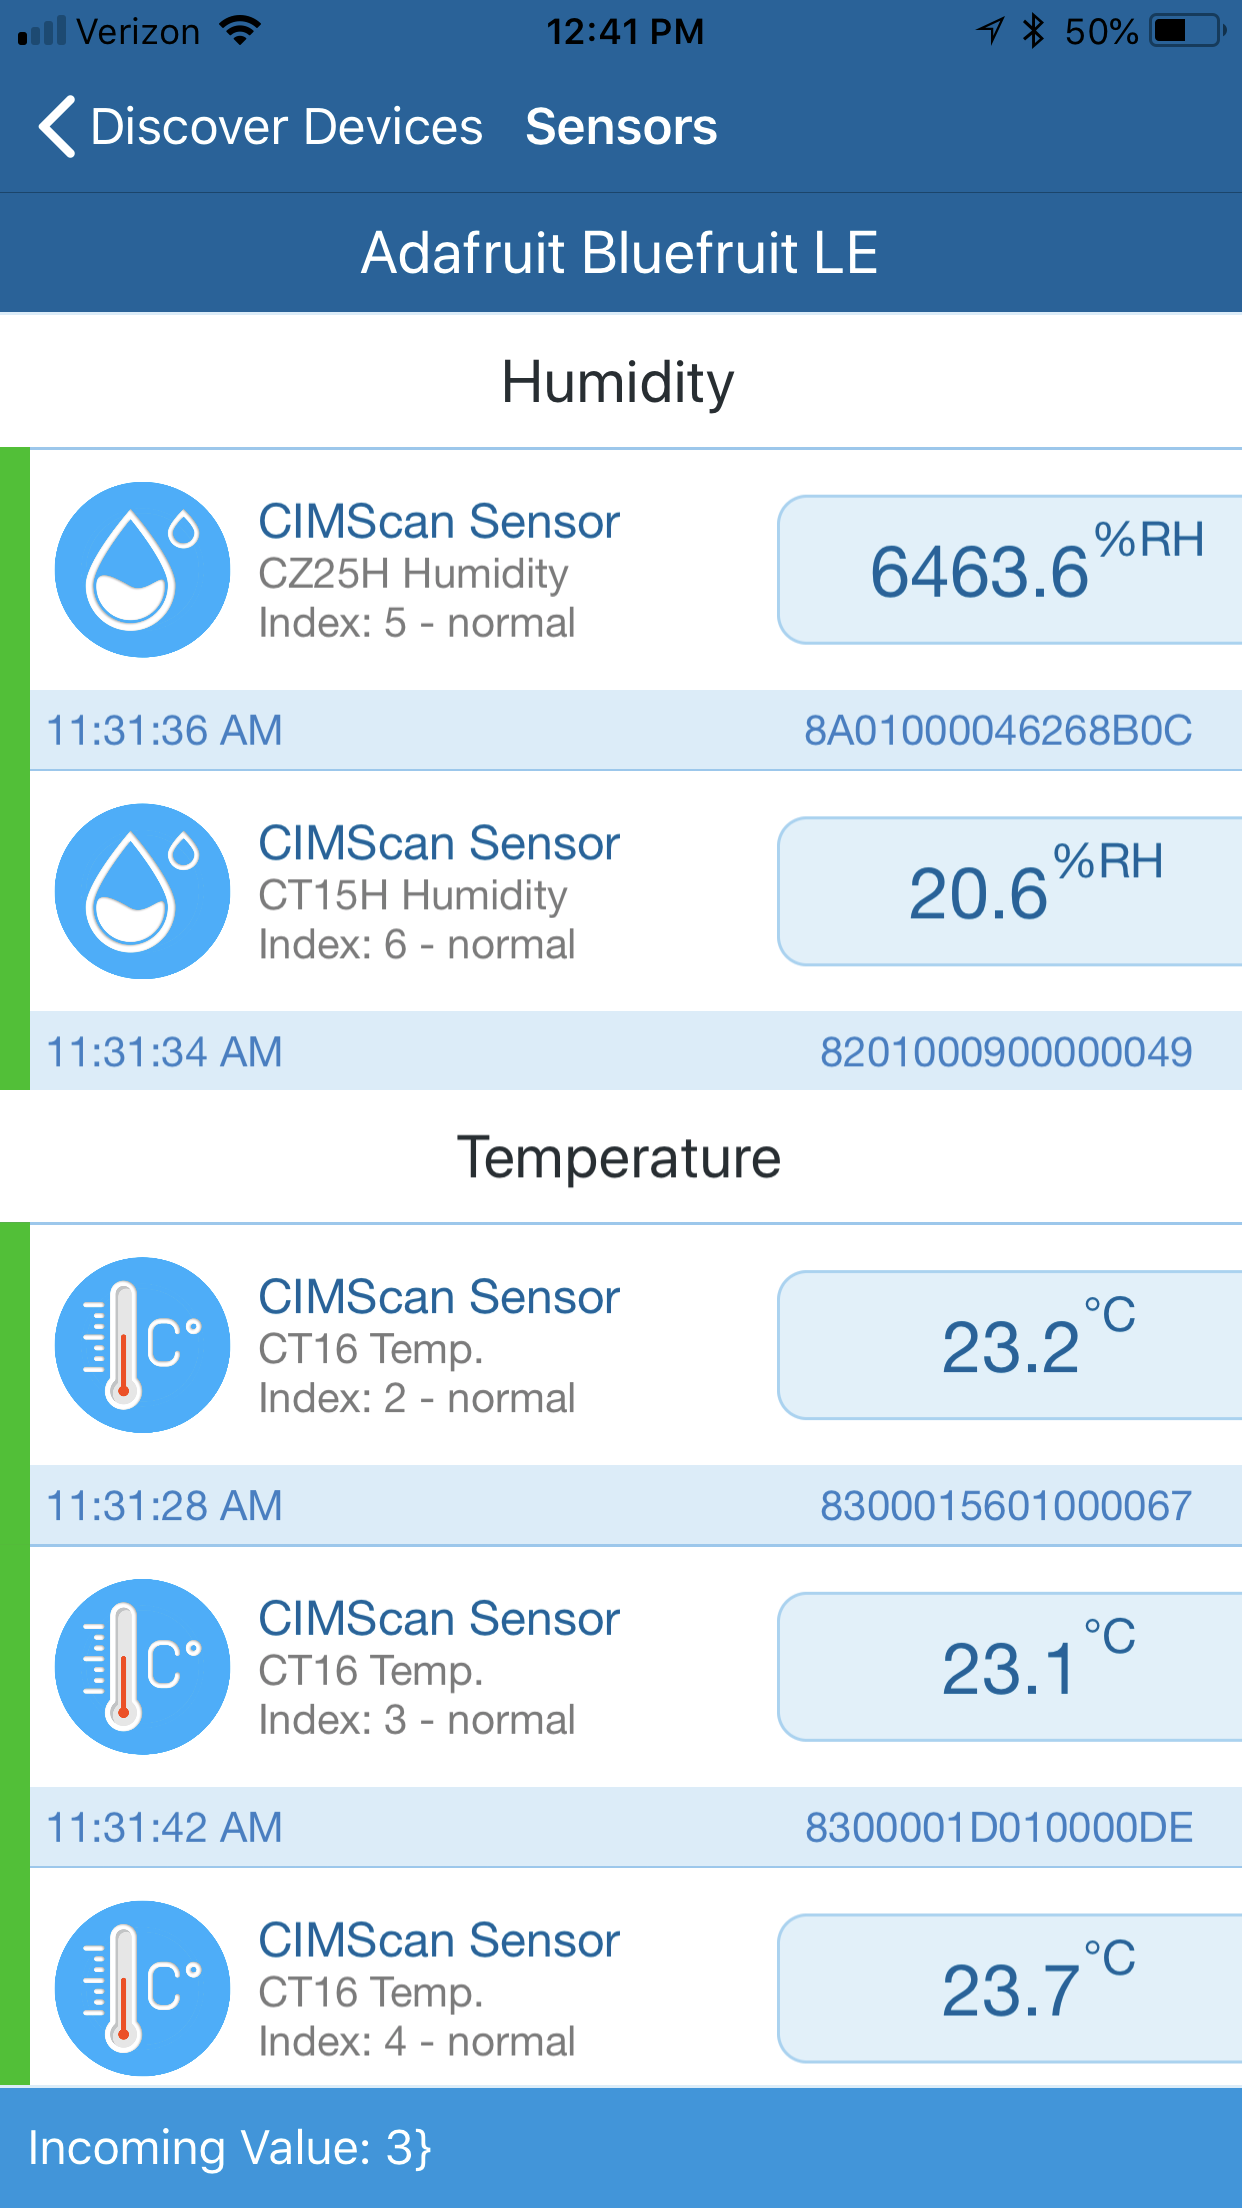 Verizon 12:41 PM 50%
Discover Devices Sensors
Adafruit Bluefruit LE
Humidity
CIMScan Sensor
CZ25H Humidity
Index: 5 - normal
6463.6 %RH
11:31:36 AM 8A01000046268B0C
CIMScan Sensor
CT15H Humidity
Index: 6 - normal
20.6 %RH
11:31:34 AM 8201000900000049
Temperature
C°
CIMScan Sensor
CT16 Temp.
Index: 2 - normal
23.2 °C
11:31:28 AM 8300015601000067
C°
CIMScan Sensor
CT16 Temp.
Index: 3 - normal
23.1 °C
11:31:42 AM 8300001D010000DE
C°
CIMScan Sensor
CT16 Temp.
Index: 4 - normal
23.7 °C
Incoming Value: 3}